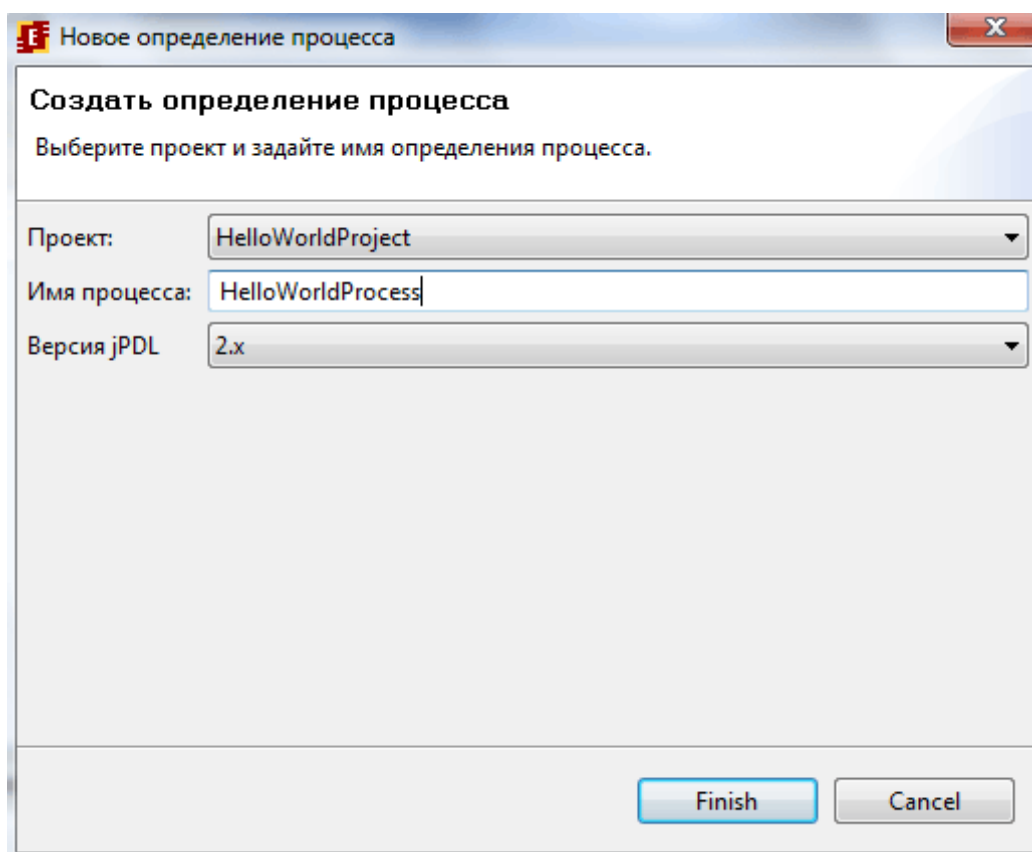 Новое определение процесса
Создать определение процесса
Выберите проект и задайте имя определения процесса.
Проект: HelloWorldProject
Имя процесса: HelloWorldProcess
Версия jPDL 2.x
Finish Cancel